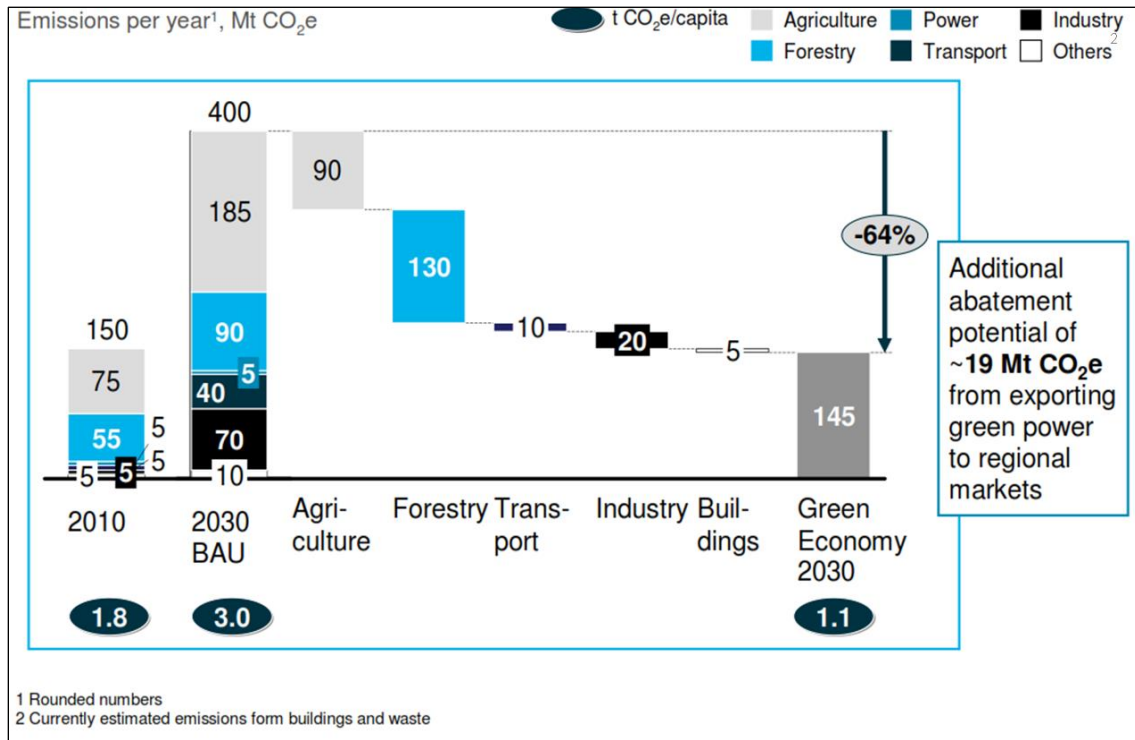 Emissions per year¹, Mt CO₂e
t CO₂e/capita
Agriculture
Power
Industry
Forestry
Transport
Others²
400
185
90
5
40
70
10
150
75
55
5
5
5
5
90
130
10
20
5
-64%
145
Additional
abatement
potential of
~19 Mt CO₂e
from exporting
green power
to regional
markets
2010
2030
BAU
Agri-
culture
Forestry
Trans-
port
Industry
Buil-
dings
Green
Economy
2030
1.8
3.0
1.1
1 Rounded numbers
2 Currently estimated emissions form buildings and waste